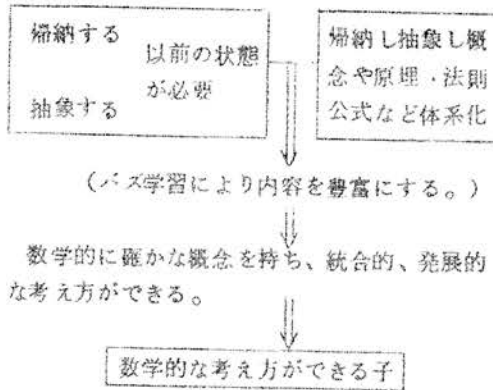 帰納する
抽象する
以前の状態
が必要
帰納し抽象し概
念や原理・法則
公式など体系化
(バズ学習により内容を豊富にする。)
数学的に確かな概念を持ち、統合的、発展的
な考え方ができる。
数学的な考え方ができる子